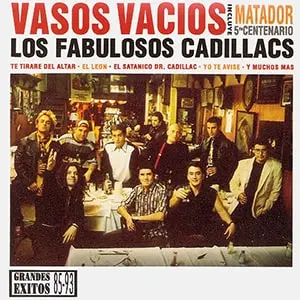 VASOS VACIOS
INCLUYE
MATADOR
5to CENTENARIO
LOS FABULOSOS CADILLACS
TE TIRARE DEL ALTAR - EL LEON - EL SATANICO DR. CADILLAC - YO TE AVISE - Y MUCHOS MAS
GRANDES
EXITOS
85-93